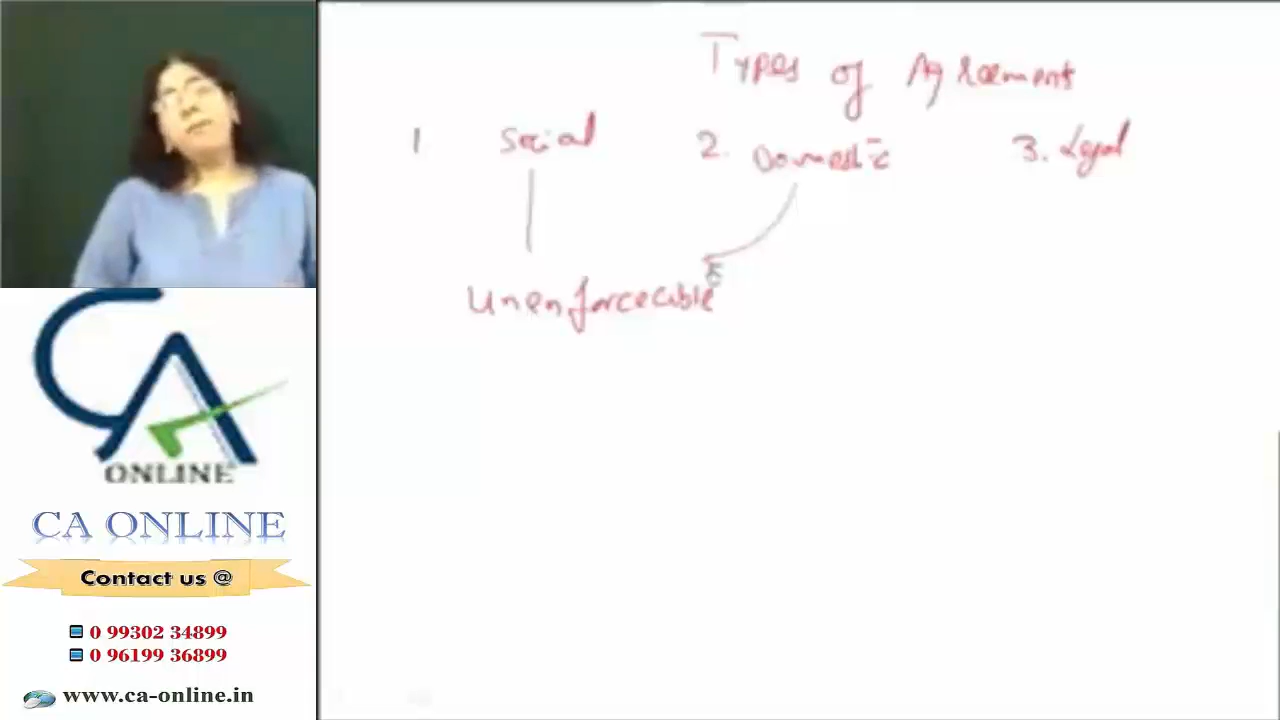 Types of Agreement
1 Social 2. Domestic 3. Legal
Unenforceable
ONLINE
CA ONLINE
Contact us @
0 99302 34899
0 96199 36899
www.ca-online.in